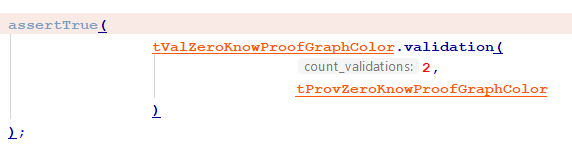 assertTrue(
tValZeroKnowProofGraphColor.validation(
count_validations: 2,
tProvZeroKnowProofGraphColor
)
);